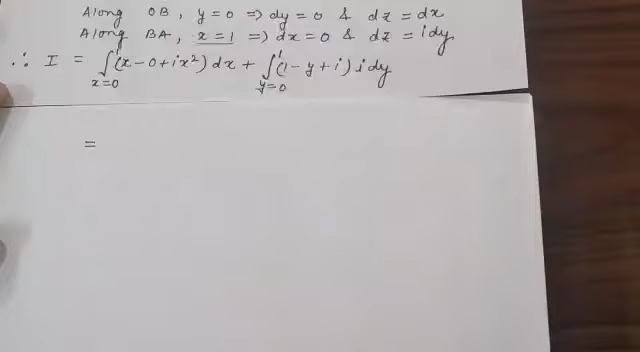 Along OB, y = 0 => dy = 0 & dz = dx
Along BA, x = 1 => dx = 0 & dz = idy
∴ I = ∫_{x=0}^{1} (x - 0 + ix²) dx + ∫_{y=0}^{1} (1 - y + i) i dy
=